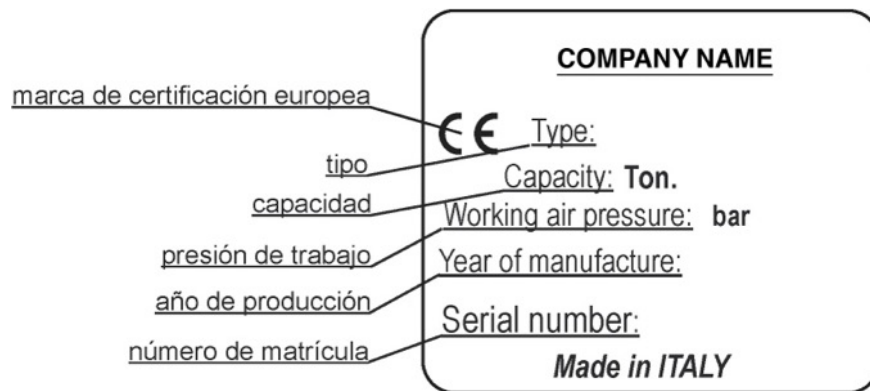 COMPANY NAME
marca de certificación europea
CE Type:
tipo
Capacity: Ton.
capacidad
Working air pressure: bar
presión de trabajo
Year of manufacture:
año de producción
Serial number:
número de matrícula
Made in ITALY